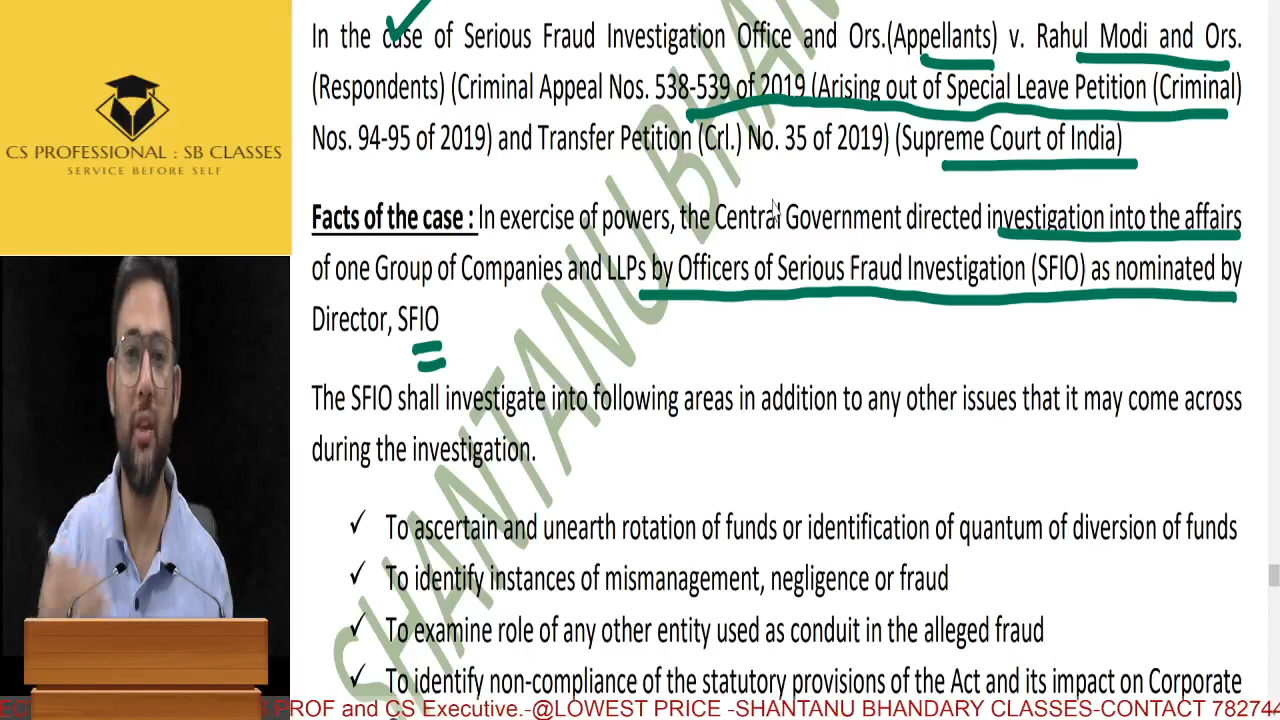 In the case of Serious Fraud Investigation Office and Ors.(Appellants) v. Rahul Modi and Ors.
(Respondents) (Criminal Appeal Nos. 538-539 of 2019 (Arising out of Special Leave Petition (Criminal)
Nos. 94-95 of 2019) and Transfer Petition (Crl.) No. 35 of 2019) (Supreme Court of India)
CS PROFESSIONAL : SB CLASSES
SERVICE BEFORE SELF
Facts of the case : In exercise of powers, the Central Government directed investigation into the affairs
of one Group of Companies and LLPs by Officers of Serious Fraud Investigation (SFIO) as nominated by
Director, SFIO
The SFIO shall investigate into following areas in addition to any other issues that it may come across
during the investigation.
✓ To ascertain and unearth rotation of funds or identification of quantum of diversion of funds
✓ To identify instances of mismanagement, negligence or fraud
✓ To examine role of any other entity used as conduit in the alleged fraud
✓ To identify non-compliance of the statutory provisions of the Act and its impact on Corporate
SHANTANU BHAN
PROF and CS Executive.-@LOWEST PRICE -SHANTANU BHANDARY CLASSES-CONTACT 782744